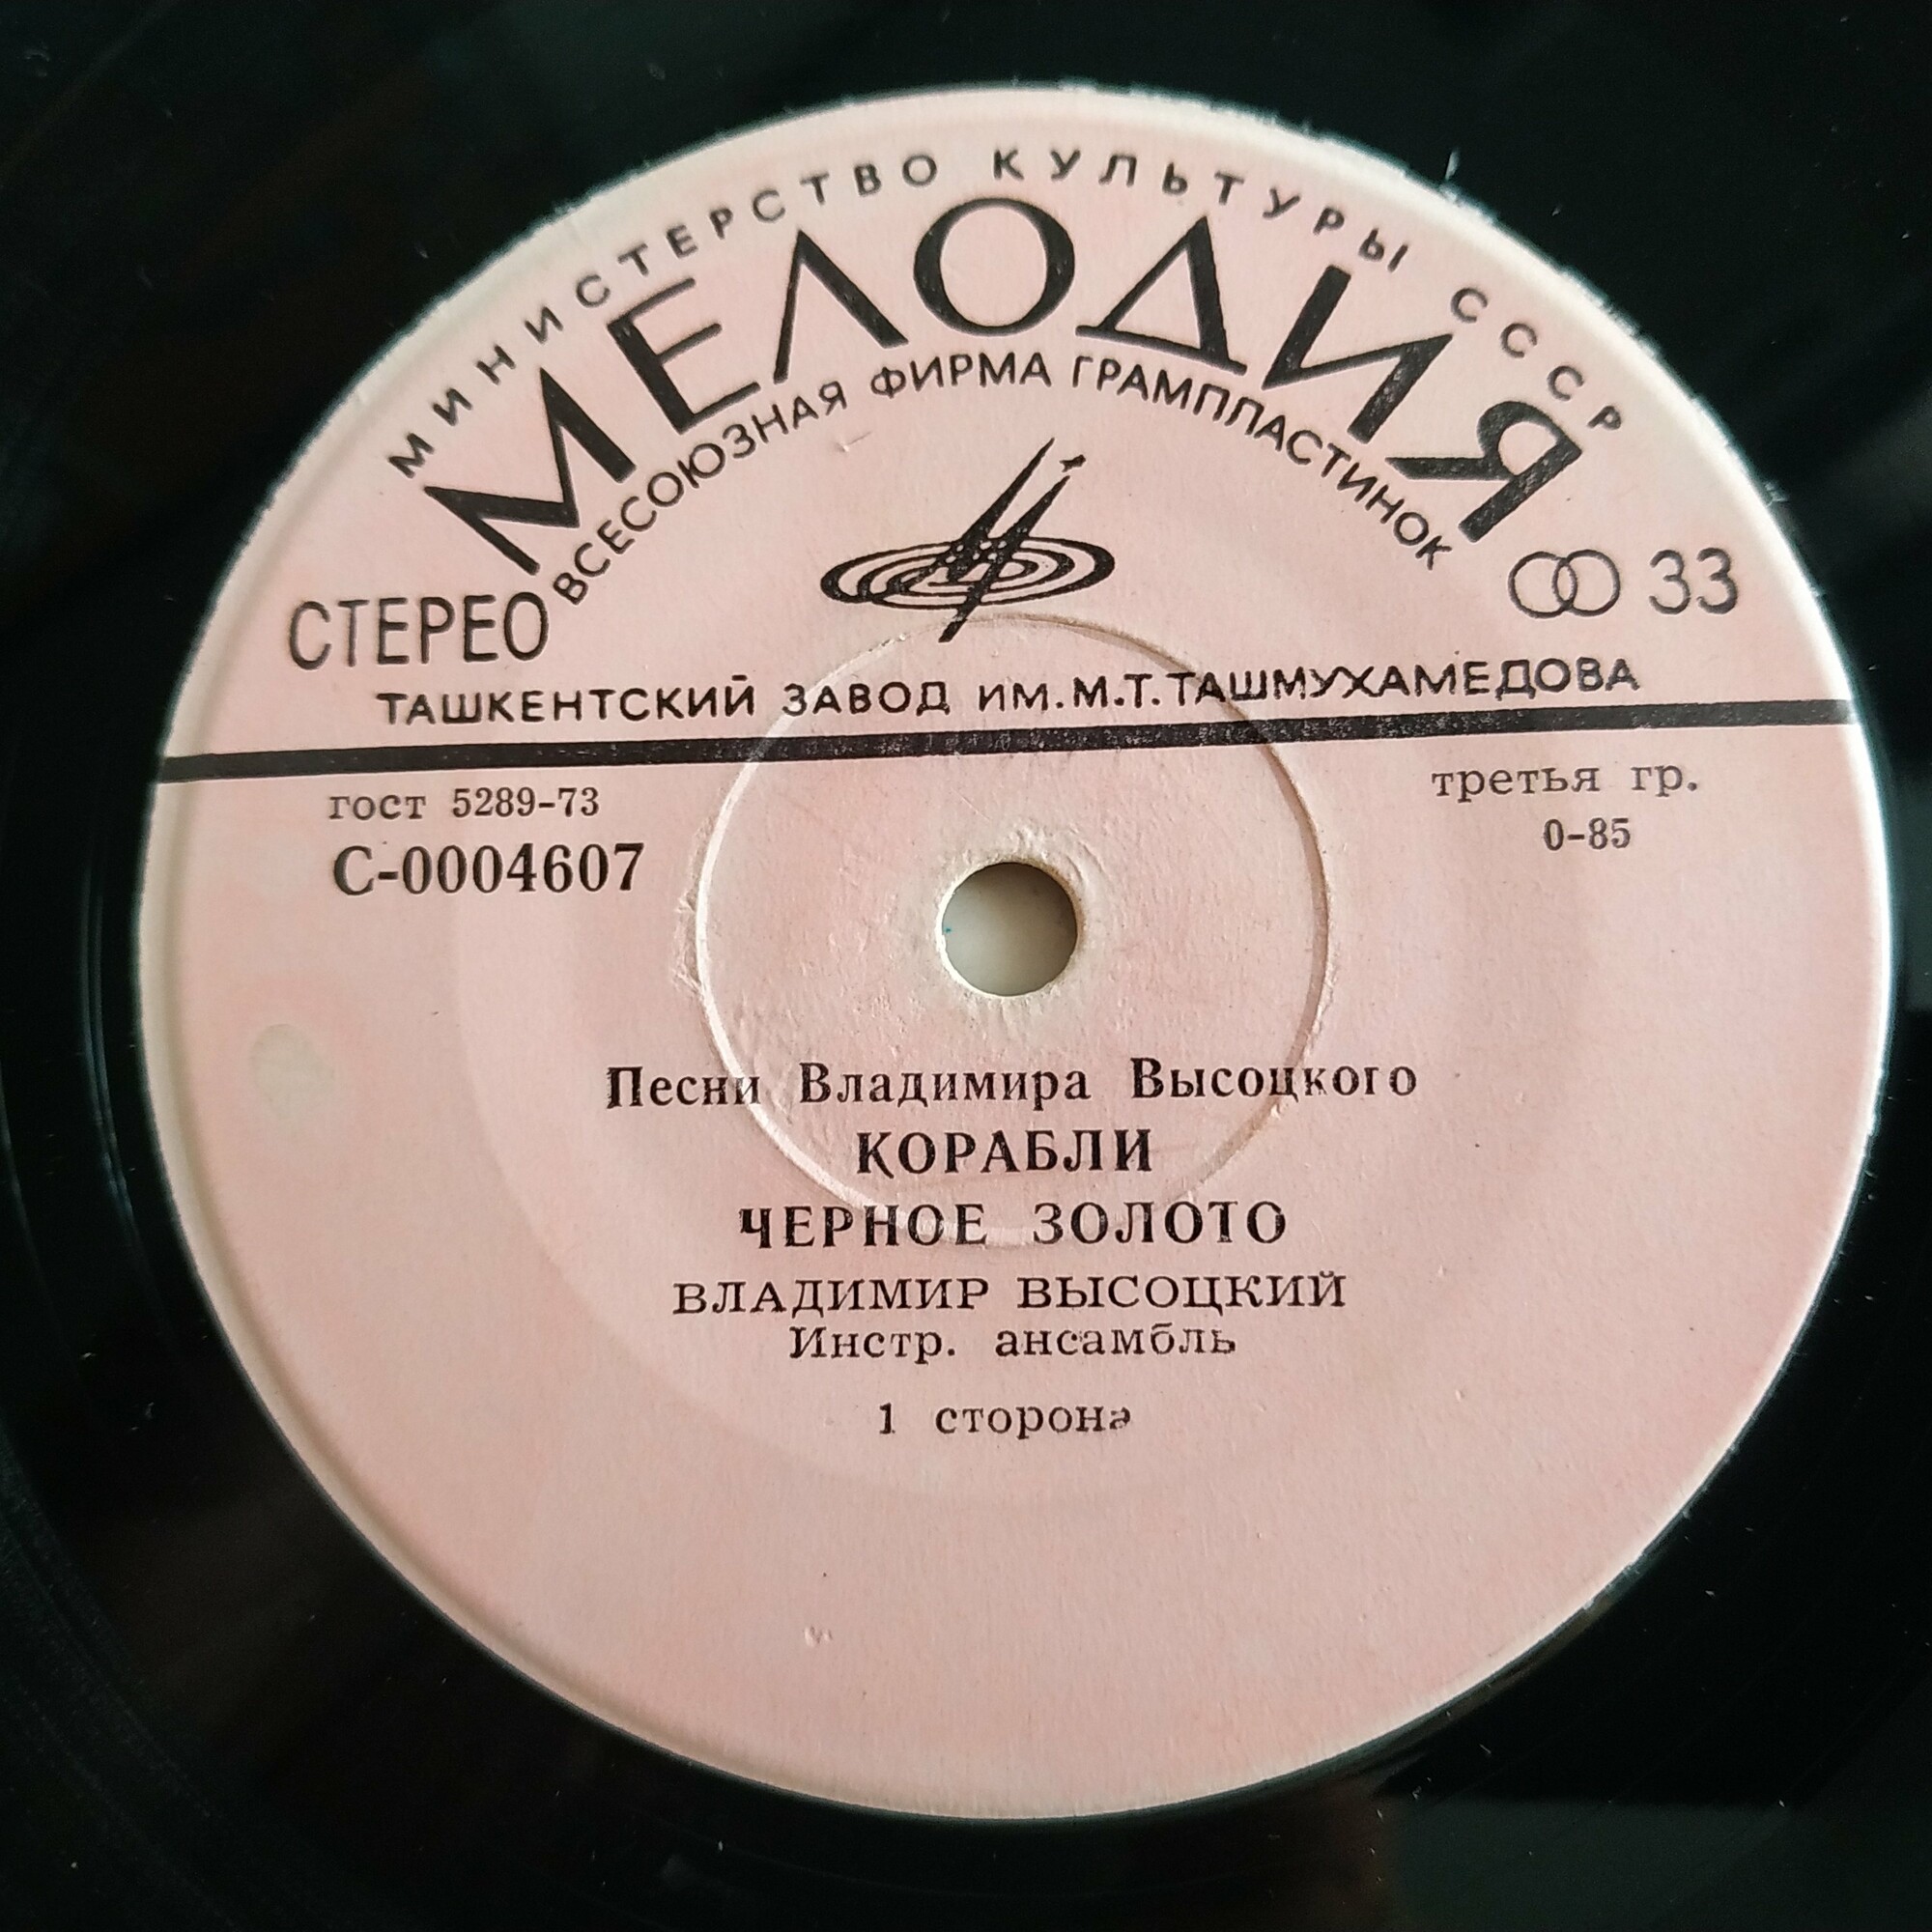 МИНИСТЕРСТВО КУЛЬТУРЫ СССР
МЕЛОДИЯ
ВСЕСОЮЗНАЯ ФИРМА ГРАМПЛАСТИНОК
СТЕРЕО
33
ТАШКЕНТСКИЙ ЗАВОД ИМ.М.Т.ТАШМУХАМЕДОВА
гост 5289-73
третья гр.
С-0004607
0-85
Песни Владимира Высоцкого
КОРАБЛИ
ЧЕРНОЕ ЗОЛОТО
ВЛАДИМИР ВЫСОЦКИЙ
Инстр. ансамбль
1 сторона